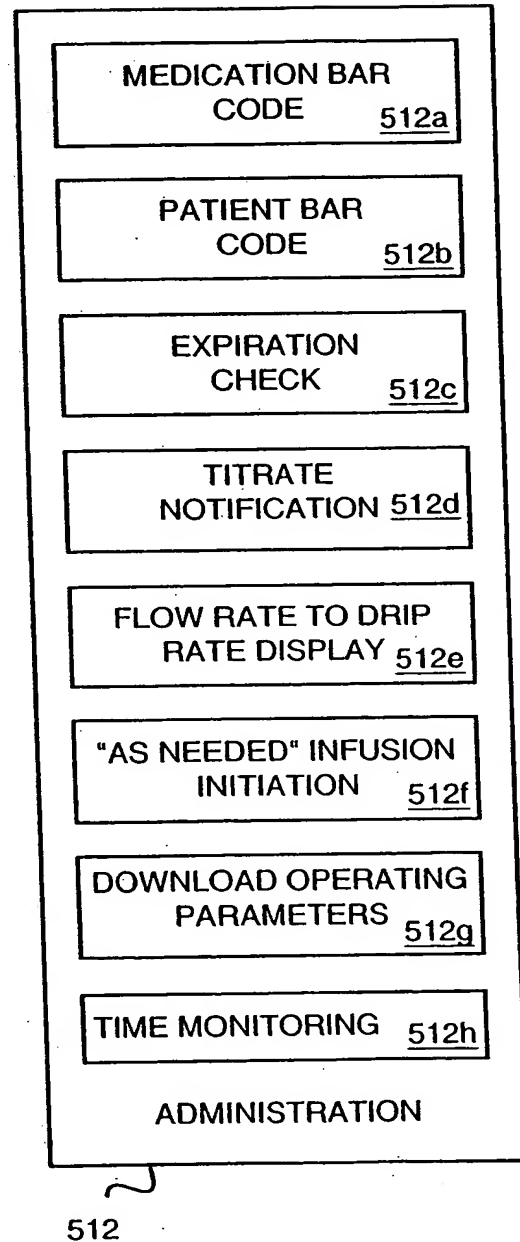 MEDICATION BAR
CODE 512a
PATIENT BAR
CODE 512b
EXPIRATION
CHECK 512c
TITRATE
NOTIFICATION 512d
FLOW RATE TO DRIP
RATE DISPLAY 512e
"AS NEEDED" INFUSION
INITIATION 512f
DOWNLOAD OPERATING
PARAMETERS 512g
TIME MONITORING 512h
ADMINISTRATION
512